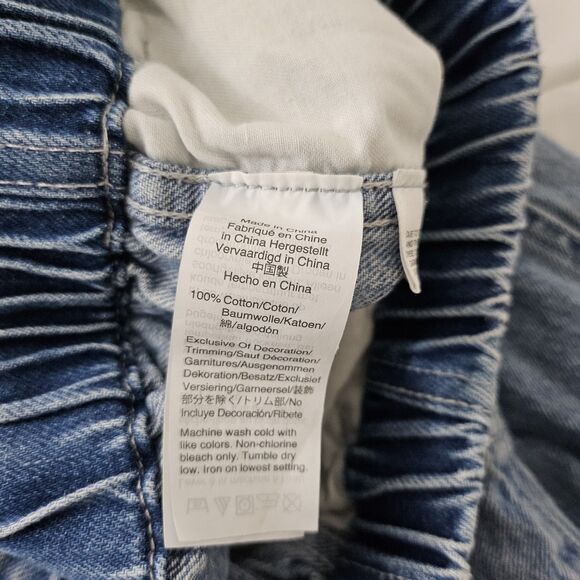 Made in China
Fabriqué en Chine
in China Hergestellt
Vervaardigd in China
中国製
Hecho en China
100% Cotton/Coton/
Baumwolle/Katoen/
綿/algodón
Exclusive Of Decoration/
Trimming/Sauf Décoration/
Garnitures/Ausgenommen
Dekoration/Besatz/Exclusief
Versiering/Garneersel/装飾
部分を除く/トリム部/No
Incluye Decoración/Ribete
Machine wash cold with
like colors. Non-chlorine
bleach only. Tumble dry
low. Iron on lowest setting.